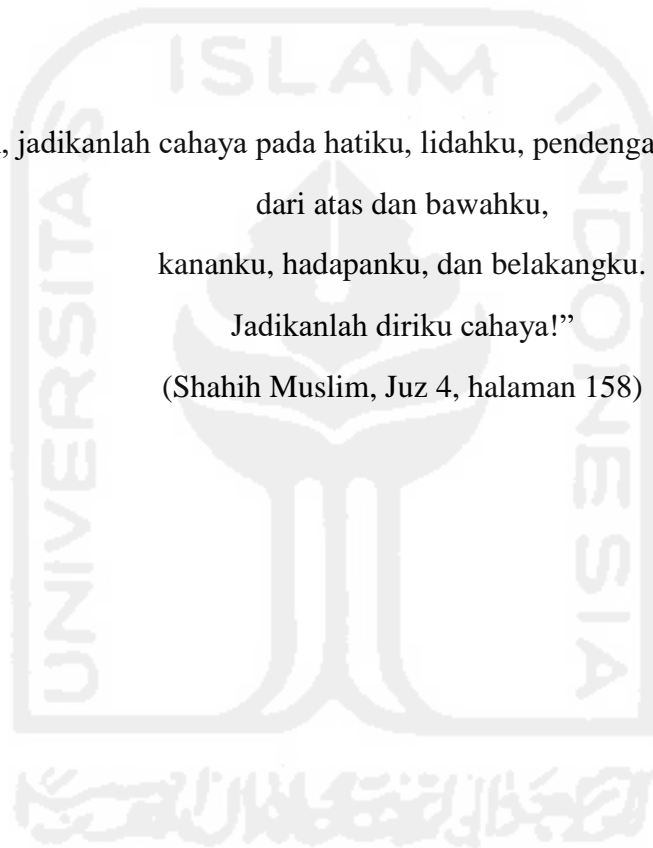 ISLAM
UNIVERSITAS
INDONESIA
, jadikanlah cahaya pada hatiku, lidahku, pendenga
dari atas dan bawahku,
kananku, hadapanku, dan belakangku.
Jadikanlah diriku cahaya!”
(Shahih Muslim, Juz 4, halaman 158)